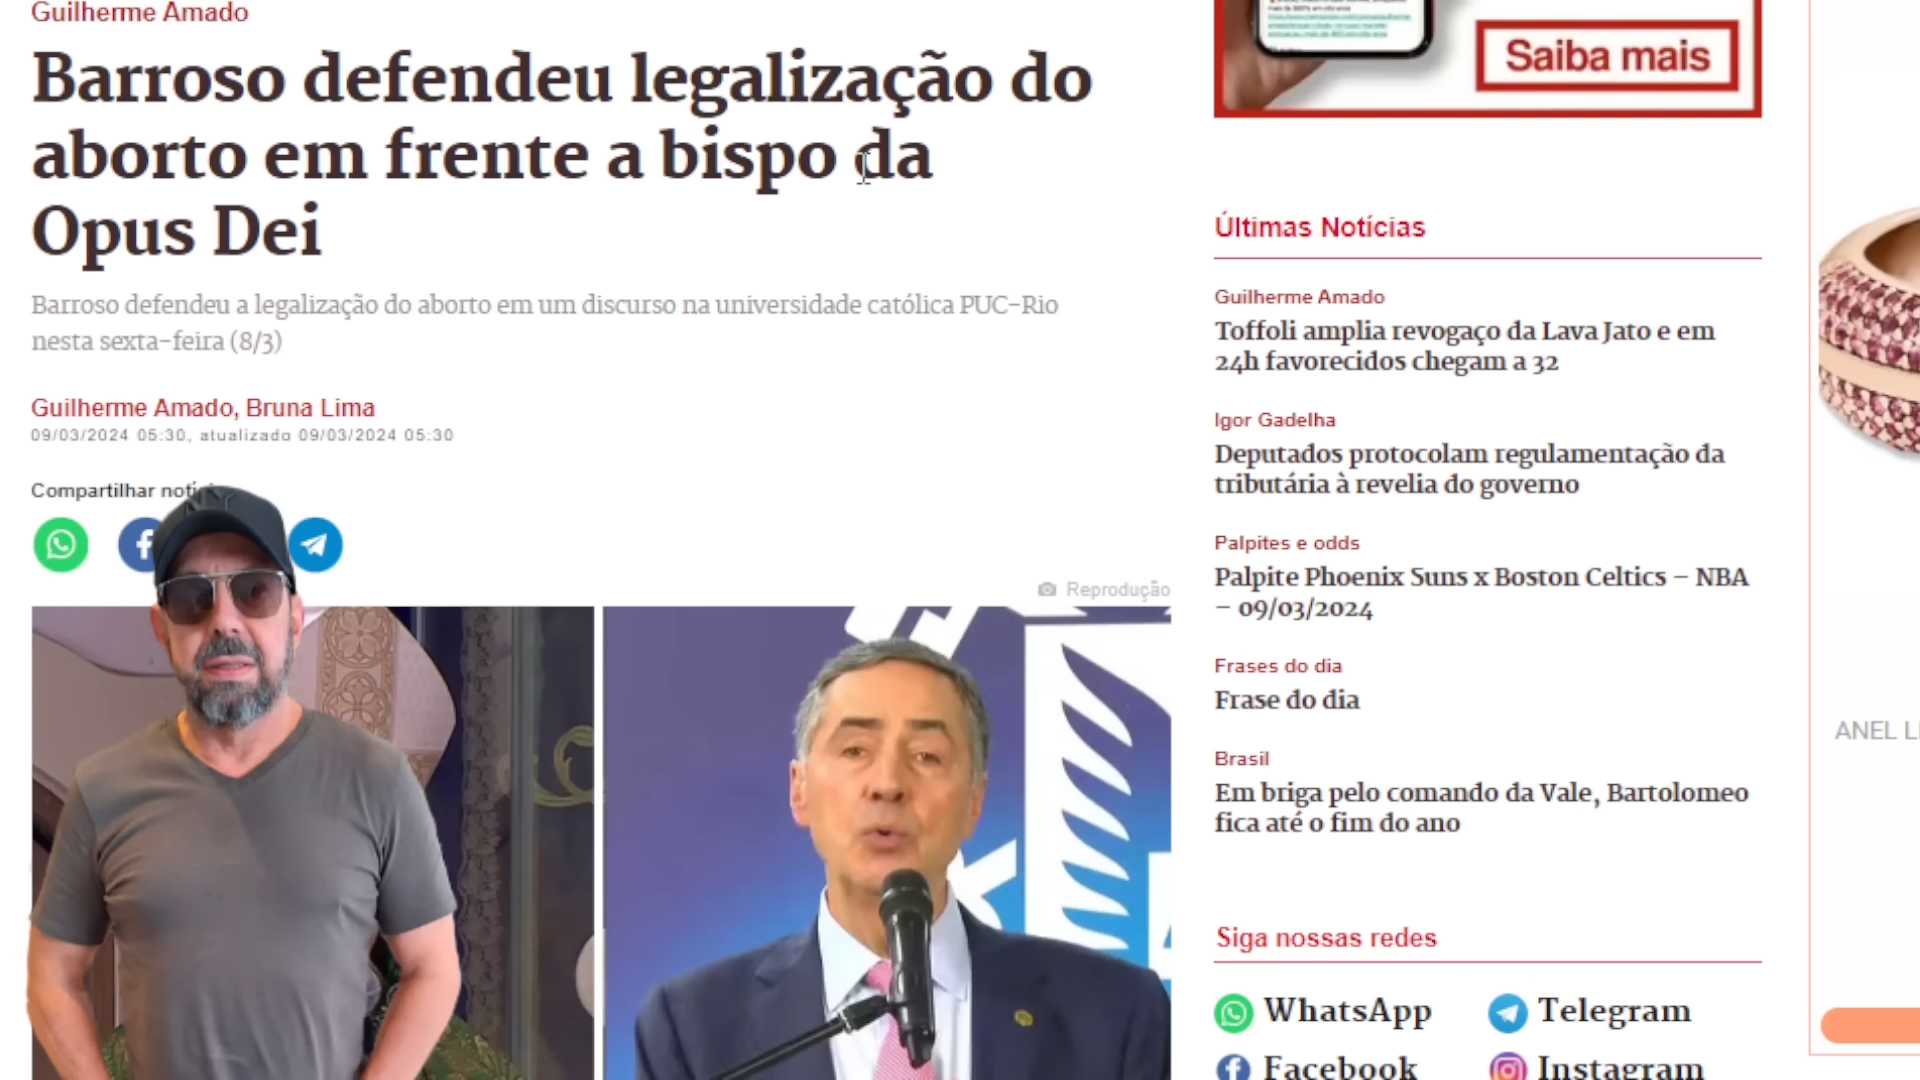 Guilherme Amado
Barroso defendeu legalização do
aborto em frente a bispo da
Opus Dei
Barroso defendeu a legalização do aborto em um discurso na universidade católica PUC-Rio
nesta sexta-feira (8/3)
Guilherme Amado, Bruna Lima
09/03/2024 05:30, atualizado 09/03/2024 05:30
Compartilhar
Reprodução
Saiba mais
Últimas Notícias
Guilherme Amado
Toffoli amplia revogaço da Lava Jato e em
24h favorecidos chegam a 32
Igor Gadelha
Deputados protocolam regulamentação da
tributária à revelia do governo
Palpites e odds
Palpite Phoenix Suns x Boston Celtics – NBA
– 09/03/2024
Frases do dia
Frase do dia
Brasil
Em briga pelo comando da Vale, Bartolomeo
fica até o fim do ano
Siga nossas redes
WhatsApp
Telegram
Facebook
Instagram
ANEL